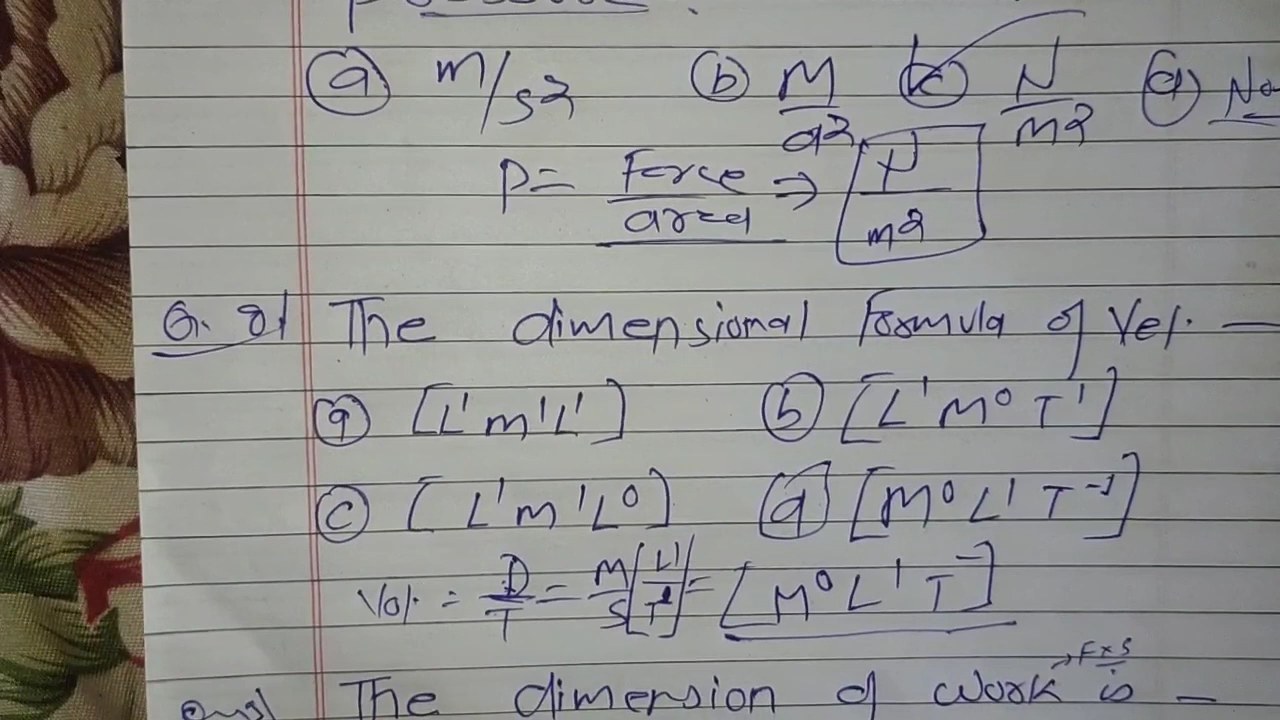 (a) m/s2 (b) M/a2 (c) N/m2 (d) No
P = Force/area ⇒ N/m2
Q. 2| The dimensional Formula of Vel. —
(a) [L¹m¹L¹] (b) [L¹M⁰T¹]
(c) [L¹m¹L⁰] (d) [M⁰L¹T⁻¹]
Vel. = D/T = M/S [L¹/T¹] = [M⁰L¹T⁻]
The dimension of work → F×S is —